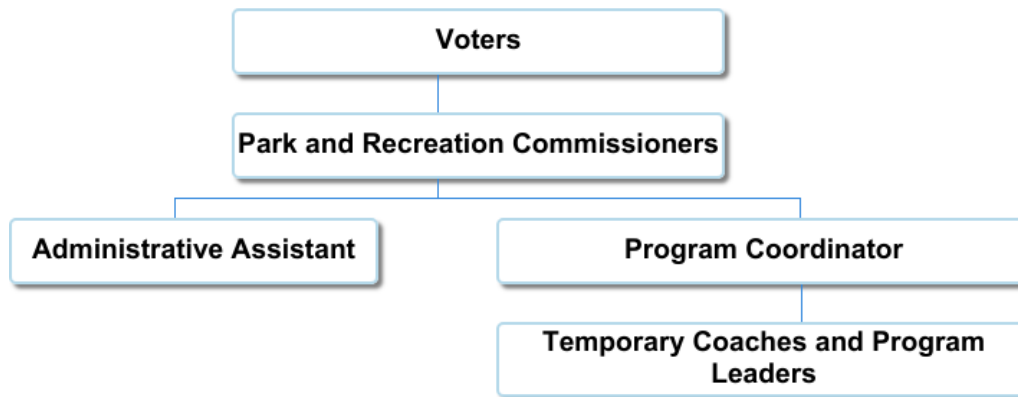 Voters
Park and Recreation Commissioners
Administrative Assistant
Program Coordinator
Temporary Coaches and Program
Leaders